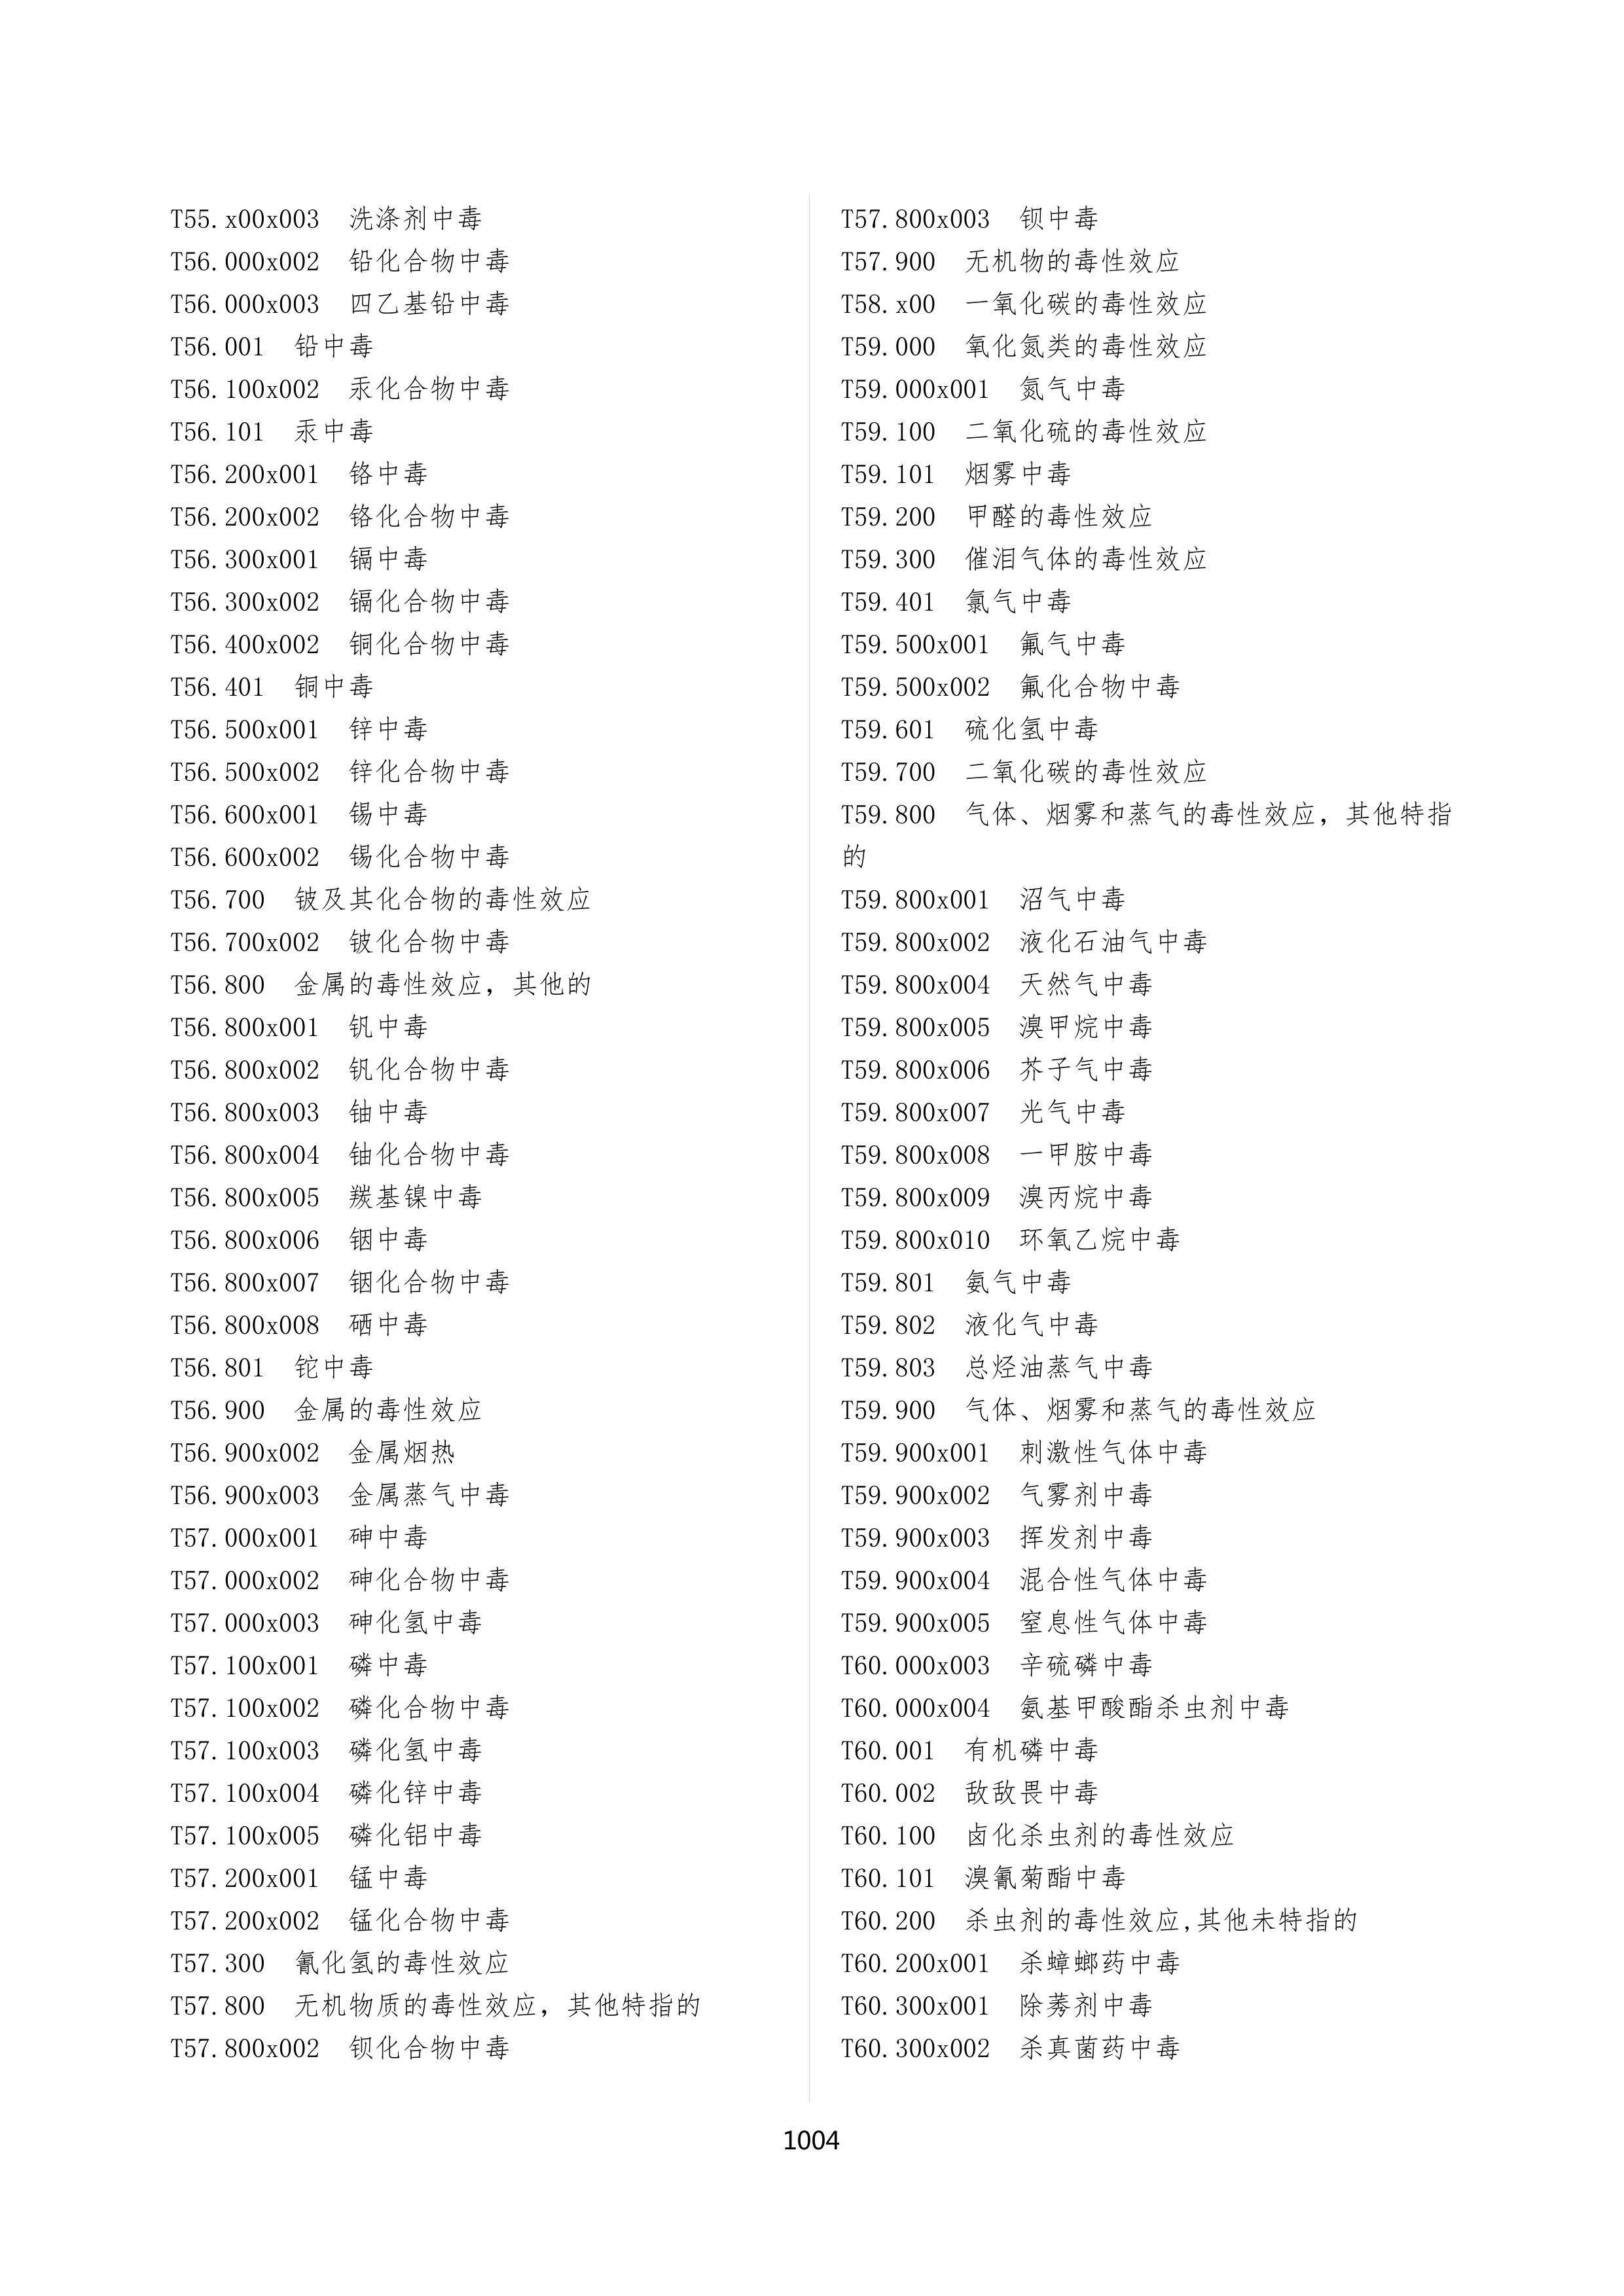 T55.x00x003 洗涤剂中毒
T56.000x002 铅化合物中毒
T56.000x003 四乙基铅中毒
T56.001 铅中毒
T56.100x002 汞化合物中毒
T56.101 汞中毒
T56.200x001 铬中毒
T56.200x002 铬化合物中毒
T56.300x001 镉中毒
T56.300x002 镉化合物中毒
T56.400x002 铜化合物中毒
T56.401 铜中毒
T56.500x001 锌中毒
T56.500x002 锌化合物中毒
T56.600x001 锡中毒
T56.600x002 锡化合物中毒
T56.700 铍及其化合物的毒性效应
T56.700x002 铍化合物中毒
T56.800 金属的毒性效应，其他的
T56.800x001 钒中毒
T56.800x002 钒化合物中毒
T56.800x003 铀中毒
T56.800x004 铀化合物中毒
T56.800x005 羰基镍中毒
T56.800x006 铟中毒
T56.800x007 铟化合物中毒
T56.800x008 硒中毒
T56.801 铊中毒
T56.900 金属的毒性效应
T56.900x002 金属烟热
T56.900x003 金属蒸气中毒
T57.000x001 砷中毒
T57.000x002 砷化合物中毒
T57.000x003 砷化氢中毒
T57.100x001 磷中毒
T57.100x002 磷化合物中毒
T57.100x003 磷化氢中毒
T57.100x004 磷化锌中毒
T57.100x005 磷化铝中毒
T57.200x001 锰中毒
T57.200x002 锰化合物中毒
T57.300 氰化氢的毒性效应
T57.800 无机物质的毒性效应，其他特指的
T57.800x002 钡化合物中毒
T57.800x003 钡中毒
T57.900 无机物的毒性效应
T58.x00 一氧化碳的毒性效应
T59.000 氧化氮类的毒性效应
T59.000x001 氮气中毒
T59.100 二氧化硫的毒性效应
T59.101 烟雾中毒
T59.200 甲醛的毒性效应
T59.300 催泪气体的毒性效应
T59.401 氯气中毒
T59.500x001 氟气中毒
T59.500x002 氟化合物中毒
T59.601 硫化氢中毒
T59.700 二氧化碳的毒性效应
T59.800 气体、烟雾和蒸气的毒性效应，其他特指
的
T59.800x001 沼气中毒
T59.800x002 液化石油气中毒
T59.800x004 天然气中毒
T59.800x005 溴甲烷中毒
T59.800x006 芥子气中毒
T59.800x007 光气中毒
T59.800x008 一甲胺中毒
T59.800x009 溴丙烷中毒
T59.800x010 环氧乙烷中毒
T59.801 氨气中毒
T59.802 液化气中毒
T59.803 总烃油蒸气中毒
T59.900 气体、烟雾和蒸气的毒性效应
T59.900x001 刺激性气体中毒
T59.900x002 气雾剂中毒
T59.900x003 挥发剂中毒
T59.900x004 混合性气体中毒
T59.900x005 窒息性气体中毒
T60.000x003 辛硫磷中毒
T60.000x004 氨基甲酸酯杀虫剂中毒
T60.001 有机磷中毒
T60.002 敌敌畏中毒
T60.100 卤化杀虫剂的毒性效应
T60.101 溴氰菊酯中毒
T60.200 杀虫剂的毒性效应,其他未特指的
T60.200x001 杀蟑螂药中毒
T60.300x001 除莠剂中毒
T60.300x002 杀真菌药中毒
1004